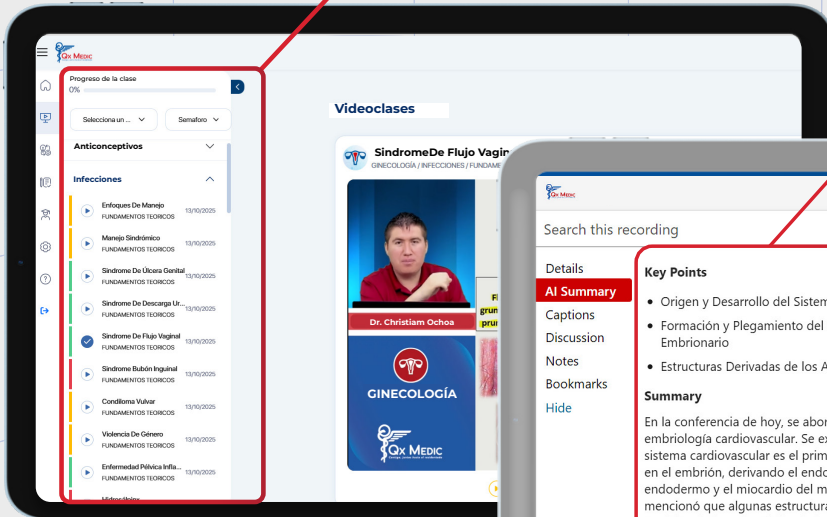 Qx Medic
Progreso de la clase
0%
Selecciona un ...
Semaforo
Anticonceptivos
Infecciones
Enfoques De Manejo
FUNDAMENTOS TEORICOS
13/10/2025
Manejo Sindrómico
FUNDAMENTOS TEORICOS
13/10/2025
Sindrome De Úlcera Genital
FUNDAMENTOS TEORICOS
13/10/2025
Sindrome De Descarga Ur...
FUNDAMENTOS TEORICOS
13/10/2025
Sindrome De Flujo Vaginal
FUNDAMENTOS TEORICOS
13/10/2025
Sindrome Bubón Inguinal
FUNDAMENTOS TEORICOS
13/10/2025
Condiloma Vulvar
FUNDAMENTOS TEORICOS
13/10/2025
Violencia De Género
FUNDAMENTOS TEORICOS
13/10/2025
Enfermedad Pélvica Infla...
FUNDAMENTOS TEORICOS
13/10/2025
Videoclases
SindromeDe Flujo Vagin
GINECOLOGÍA / INFECCIONES / FUNDAME
Dr. Christiam Ochoa
GINECOLOGÍA
Qx Medic
Fl
grun
prur
Qx Medic
Search this recording
Details
AI Summary
Captions
Discussion
Notes
Bookmarks
Hide
Key Points
• Origen y Desarrollo del Sistem
• Formación y Plegamiento del
Embrionario
• Estructuras Derivadas de los A
Summary
En la conferencia de hoy, se abor
embriología cardiovascular. Se ex
sistema cardiovascular es el prim
en el embrión, derivando el endo
endodermo y el miocardio del m
mencionó que algunas estructura